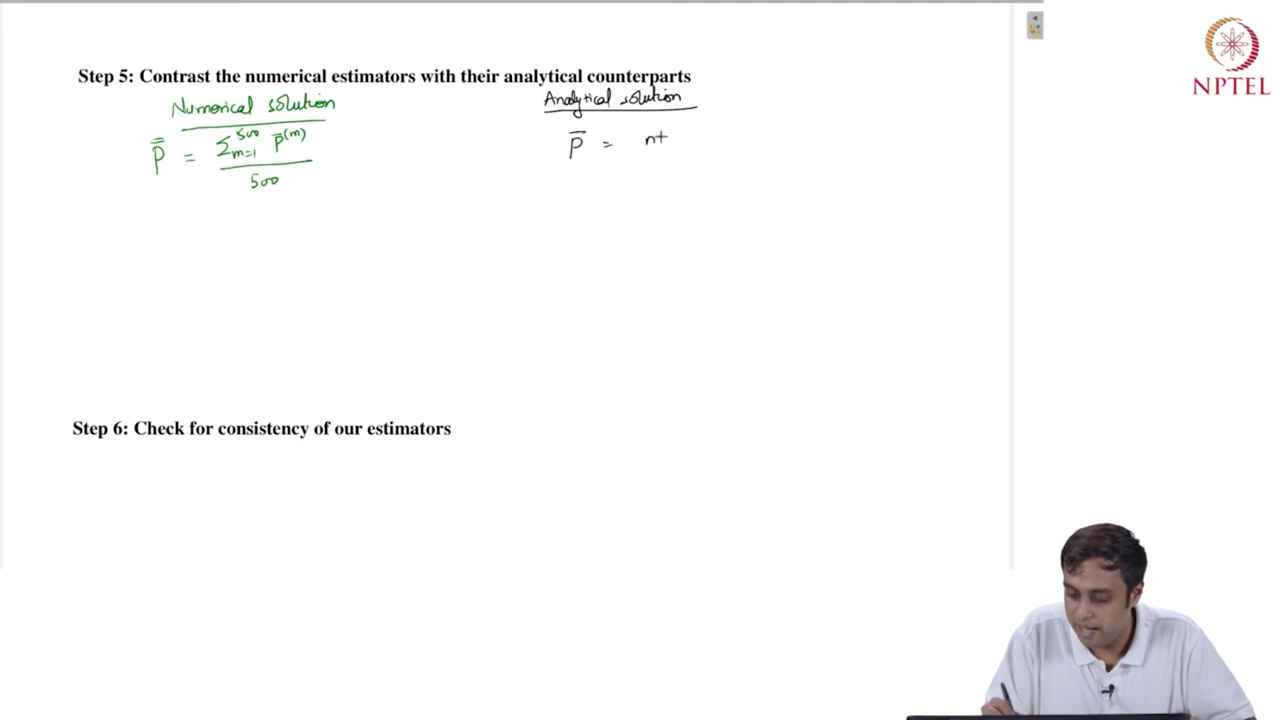 NPTEL
Step 5: Contrast the numerical estimators with their analytical counterparts
Numerical solution
Analytical solution
P̿ = Σ_{m=1}^{500} P̄^(m) / 500
P̄ = n+
Step 6: Check for consistency of our estimators